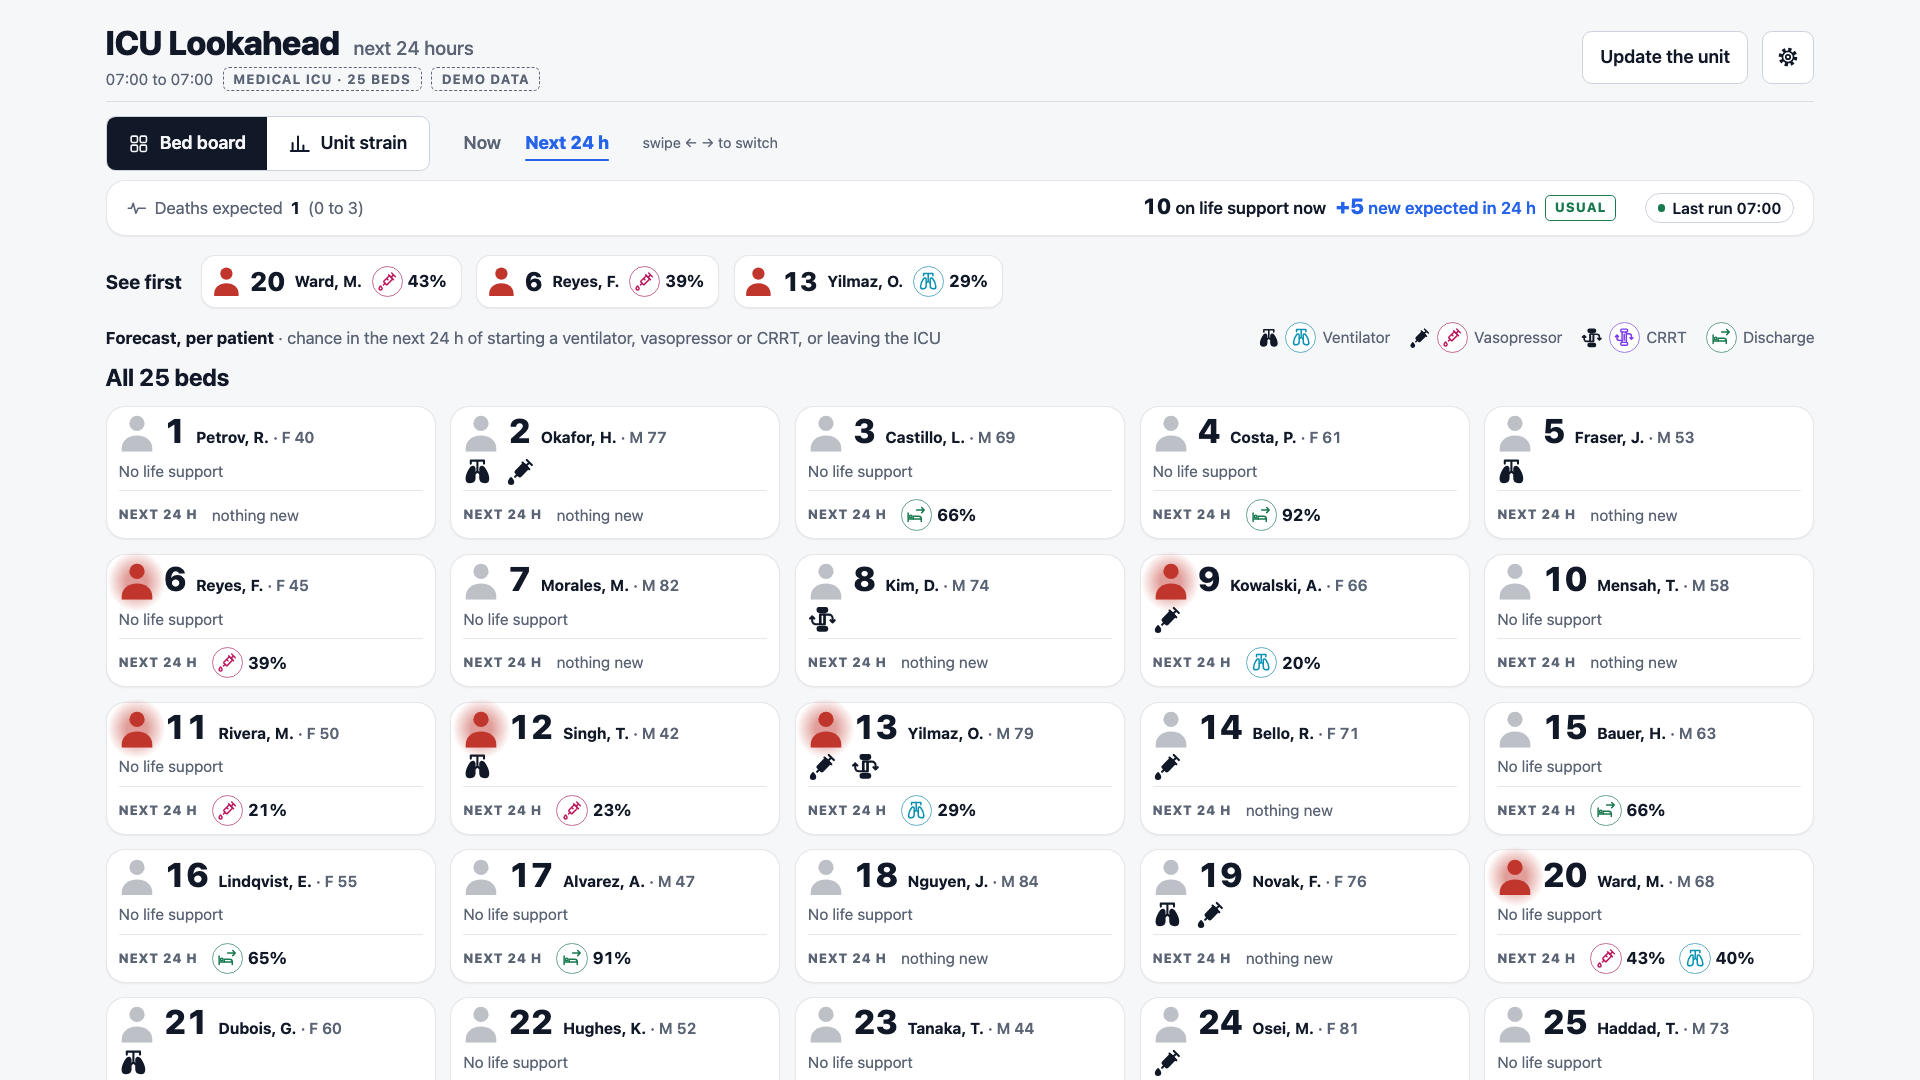 ICU Lookahead next 24 hours
07:00 to 07:00 MEDICAL ICU · 25 BEDS DEMO DATA
Update the unit
Bed board Unit strain Now Next 24 h swipe ← → to switch
Deaths expected 1 (0 to 3) 10 on life support now +5 new expected in 24 h USUAL Last run 07:00
See first 20 Ward, M. 43% 6 Reyes, F. 39% 13 Yilmaz, O. 29%
Forecast, per patient · chance in the next 24 h of starting a ventilator, vasopressor or CRRT, or leaving the ICU Ventilator Vasopressor CRRT Discharge
All 25 beds
1 Petrov, R. · F 40
No life support
NEXT 24 H nothing new
2 Okafor, H. · M 77
NEXT 24 H nothing new
3 Castillo, L. · M 69
No life support
NEXT 24 H 66%
4 Costa, P. · F 61
No life support
NEXT 24 H 92%
5 Fraser, J. · M 53
NEXT 24 H nothing new
6 Reyes, F. · F 45
No life support
NEXT 24 H 39%
7 Morales, M. · M 82
No life support
NEXT 24 H nothing new
8 Kim, D. · M 74
NEXT 24 H nothing new
9 Kowalski, A. · F 66
NEXT 24 H 20%
10 Mensah, T. · M 58
No life support
NEXT 24 H nothing new
11 Rivera, M. · F 50
No life support
NEXT 24 H 21%
12 Singh, T. · M 42
NEXT 24 H 23%
13 Yilmaz, O. · M 79
NEXT 24 H 29%
14 Bello, R. · F 71
NEXT 24 H nothing new
15 Bauer, H. · M 63
No life support
NEXT 24 H 66%
16 Lindqvist, E. · F 55
No life support
NEXT 24 H 65%
17 Alvarez, A. · M 47
No life support
NEXT 24 H 91%
18 Nguyen, J. · M 84
No life support
NEXT 24 H nothing new
19 Novak, F. · F 76
NEXT 24 H nothing new
20 Ward, M. · M 68
No life support
NEXT 24 H 43% 40%
21 Dubois, G. · F 60
22 Hughes, K. · M 52
No life support
23 Tanaka, T. · M 44
No life support
24 Osei, M. · F 81
25 Haddad, T. · M 73
No life support